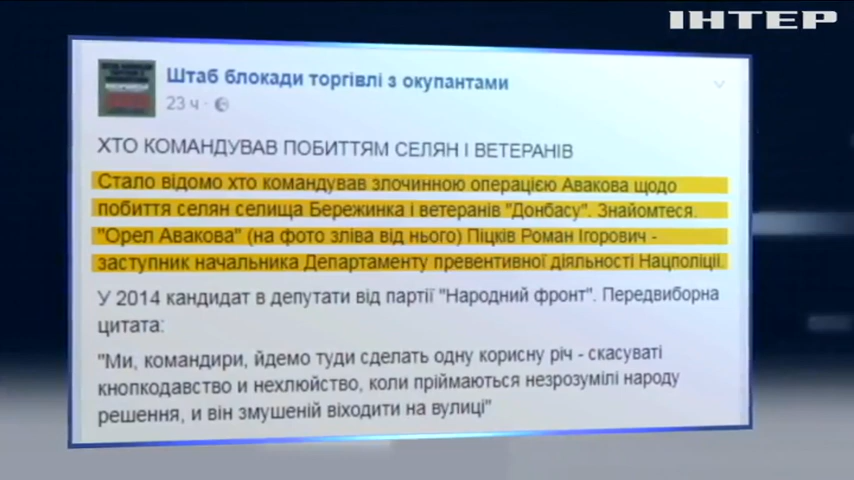 ІНТЕР
Штаб блокади торгівлі з окупантами
23 ч ·
ХТО КОМАНДУВАВ ПОБИТТЯМ СЕЛЯН І ВЕТЕРАНІВ
Стало відомо хто командував злочинною операцією Авакова щодо
побиття селян селища Бережинка і ветеранів "Донбасу". Знайомтеся.
"Орел Авакова" (на фото зліва від нього) Піцків Роман Ігорович -
заступник начальника Департаменту превентивної діяльності Нацполіції.
У 2014 кандидат в депутати від партії "Народний фронт". Передвиборна
цитата:
"Ми, командири, йдемо туди сделать одну корисну річ - скасуваті
кнопкодавство и нехлюйство, коли приймаються незрозумілі народу
решення, и він змушеній віходити на вулиці"